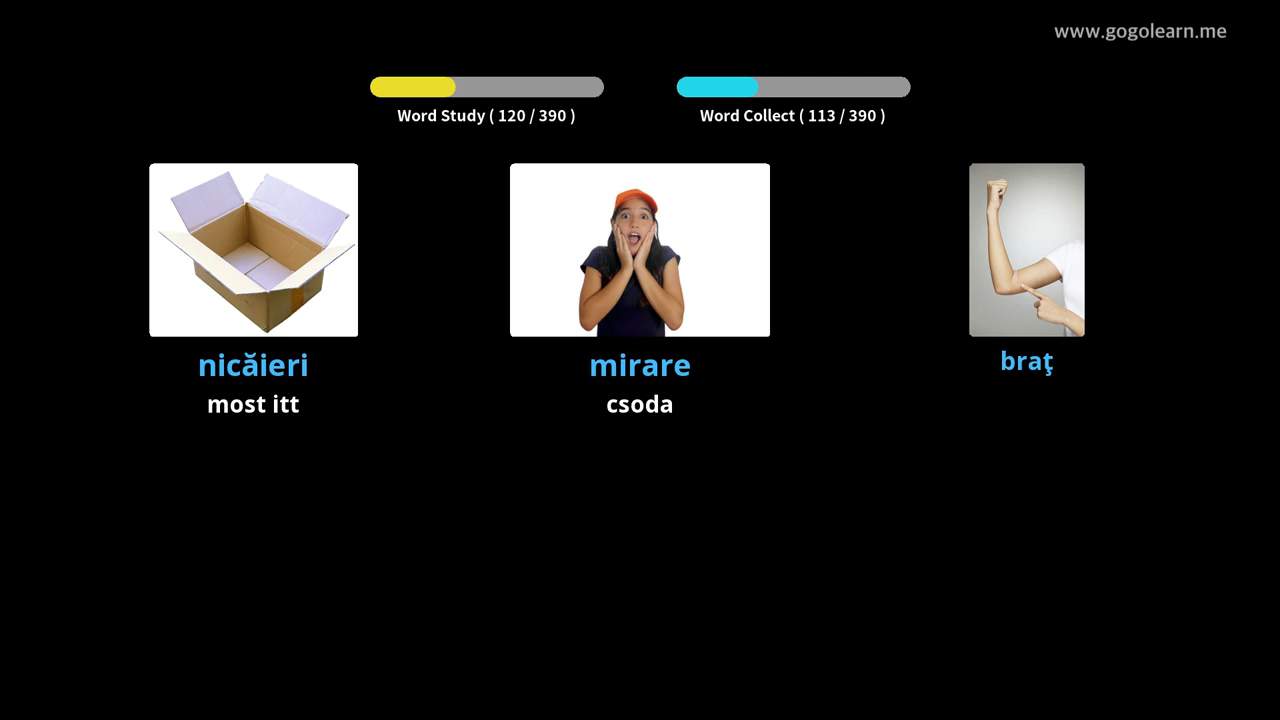 www.gogolearn.me
Word Study ( 120 / 390 )
Word Collect ( 113 / 390 )
nicăieri
mirare
braţ
most itt
csoda